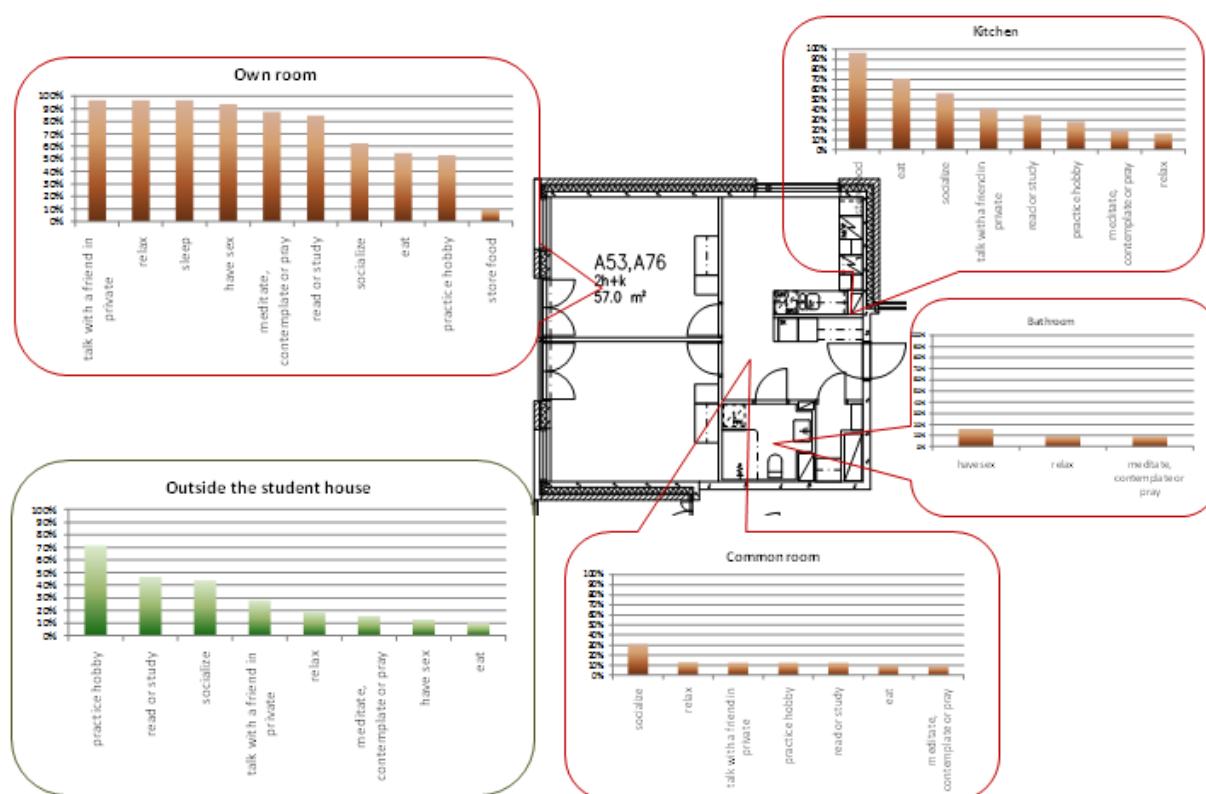 Own room
100%
90%
80%
70%
60%
50%
40%
30%
20%
10%
0%
talk with a friend in
private
relax
sleep
have sex
meditate,
contemplate or pray
read or study
socialize
eat
practice hobby
store food
Kitchen
100%
90%
80%
70%
60%
50%
40%
30%
20%
10%
0%
eat
socialize
talk with a friend in
private
read or study
practice hobby
meditate,
contemplate or pray
relax
A53,A76
2h+k
57.0 m²
Bathroom
have sex
relax
meditate,
contemplate or
pray
Outside the student house
100%
90%
80%
70%
60%
50%
40%
30%
20%
10%
0%
practice hobby
read or study
socialize
talk with a friend in
private
relax
meditate,
contemplate or pray
have sex
eat
Common room
100%
90%
80%
70%
60%
50%
40%
30%
20%
10%
0%
socialize
relax
talk with a friend in
private
practice hobby
read or study
eat
meditate,
contemplate or pray